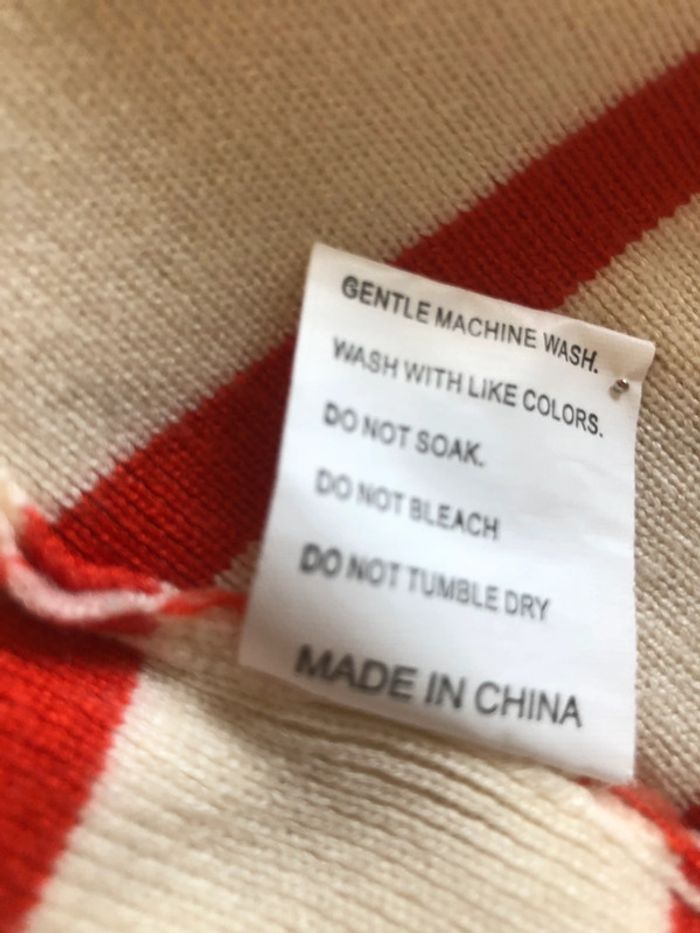 GENTLE MACHINE WASH.
WASH WITH LIKE COLORS.
DO NOT SOAK.
DO NOT BLEACH
DO NOT TUMBLE DRY
MADE IN CHINA